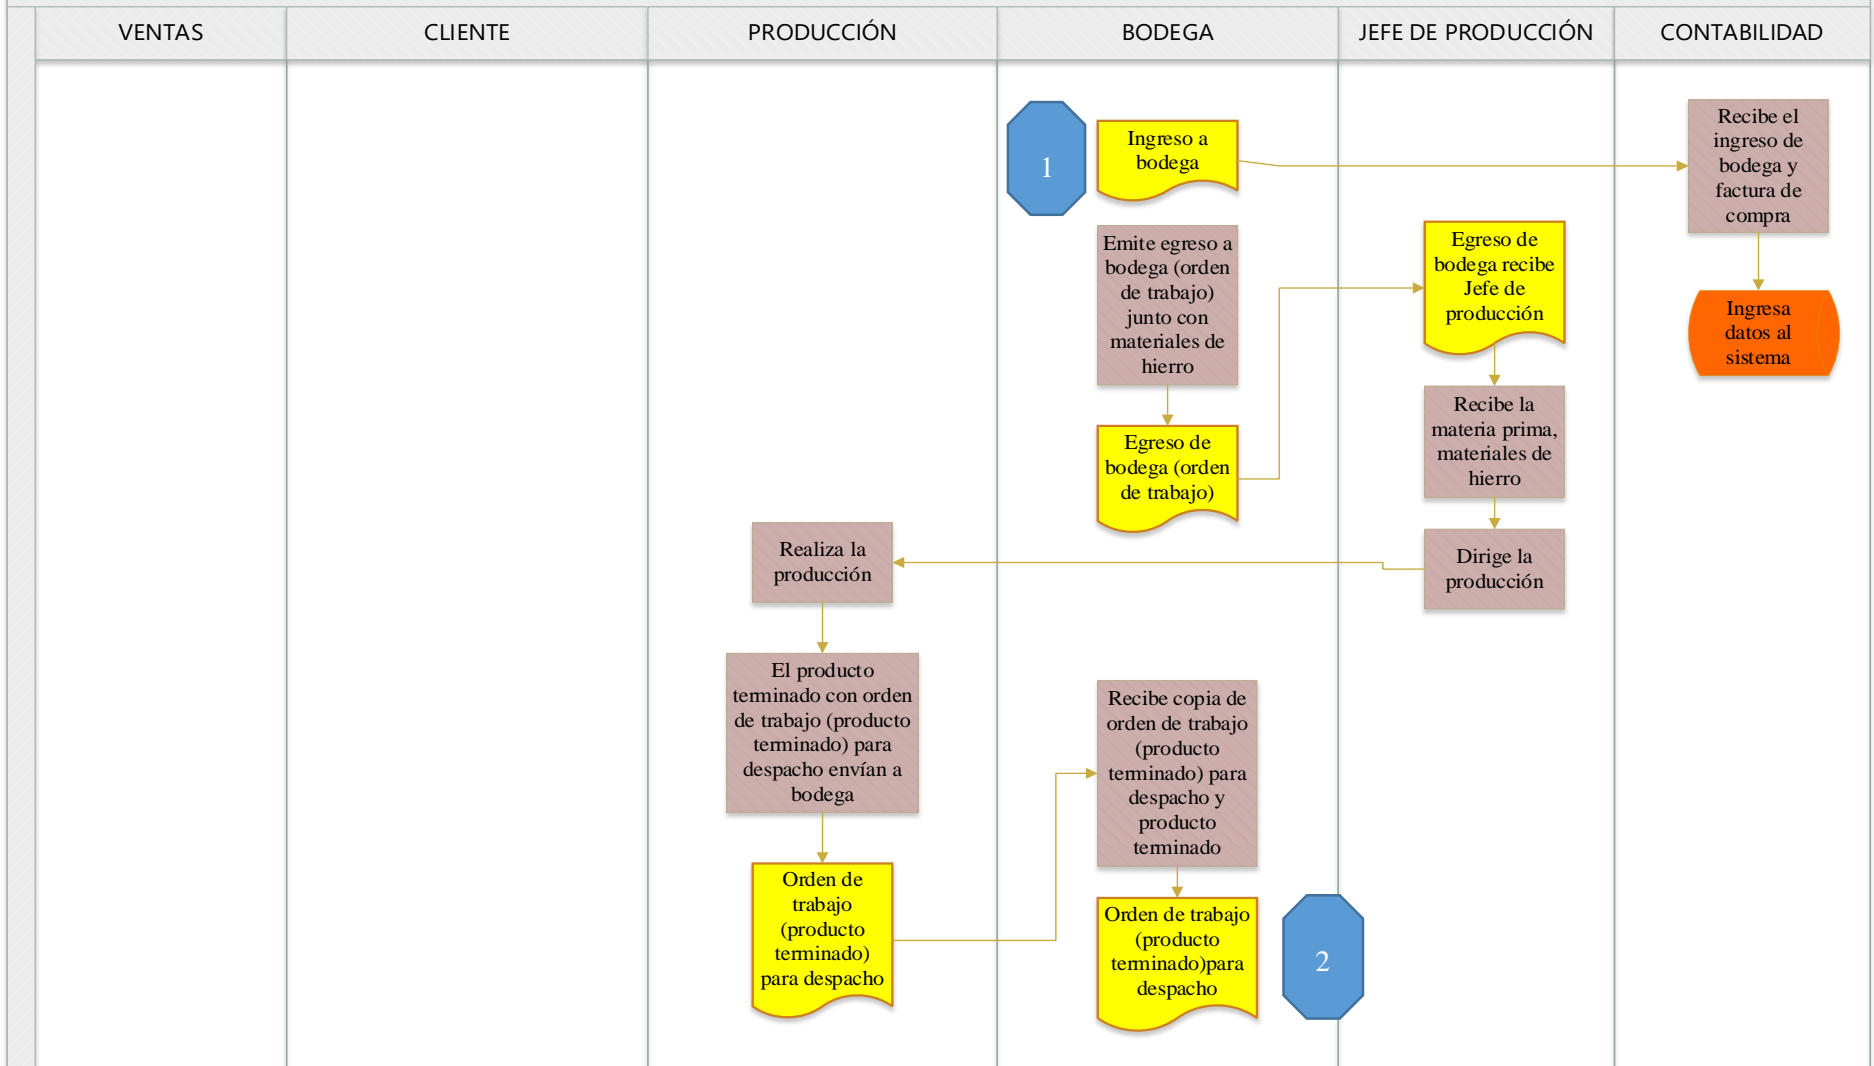 VENTAS
CLIENTE
PRODUCCIÓN
BODEGA
JEFE DE PRODUCCIÓN
CONTABILIDAD
1
Ingreso a
bodega
Recibe el
ingreso de
bodega y
factura de
compra
Emite egreso a
bodega (orden
de trabajo)
junto con
materiales de
hierro
Egreso de
bodega recibe
Jefe de
producción
Ingresa
datos al
sistema
Egreso de
bodega (orden
de trabajo)
Recibe la
materia prima,
materiales de
hierro
Realiza la
producción
Dirige la
producción
El producto
terminado con orden
de trabajo (producto
terminado) para
despacho envían a
bodega
Recibe copia de
orden de trabajo
(producto
terminado) para
despacho y
producto
terminado
Orden de
trabajo
(producto
terminado)
para despacho
Orden de trabajo
(producto
terminado)para
despacho
2